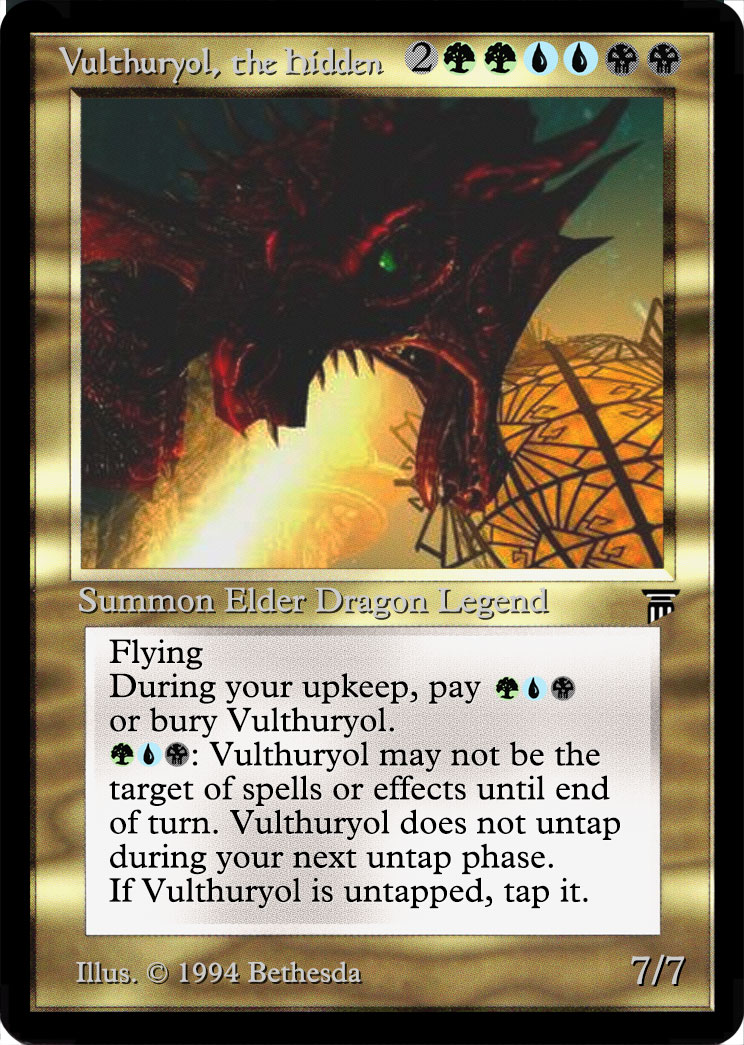 Vulthuryol, the hidden 2
Summon Elder Dragon Legend
Flying
During your upkeep, pay
or bury Vulthuryol.
: Vulthuryol may not be the
target of spells or effects until end
of turn. Vulthuryol does not untap
during your next untap phase.
If Vulthuryol is untapped, tap it.
Illus. © 1994 Bethesda
7/7